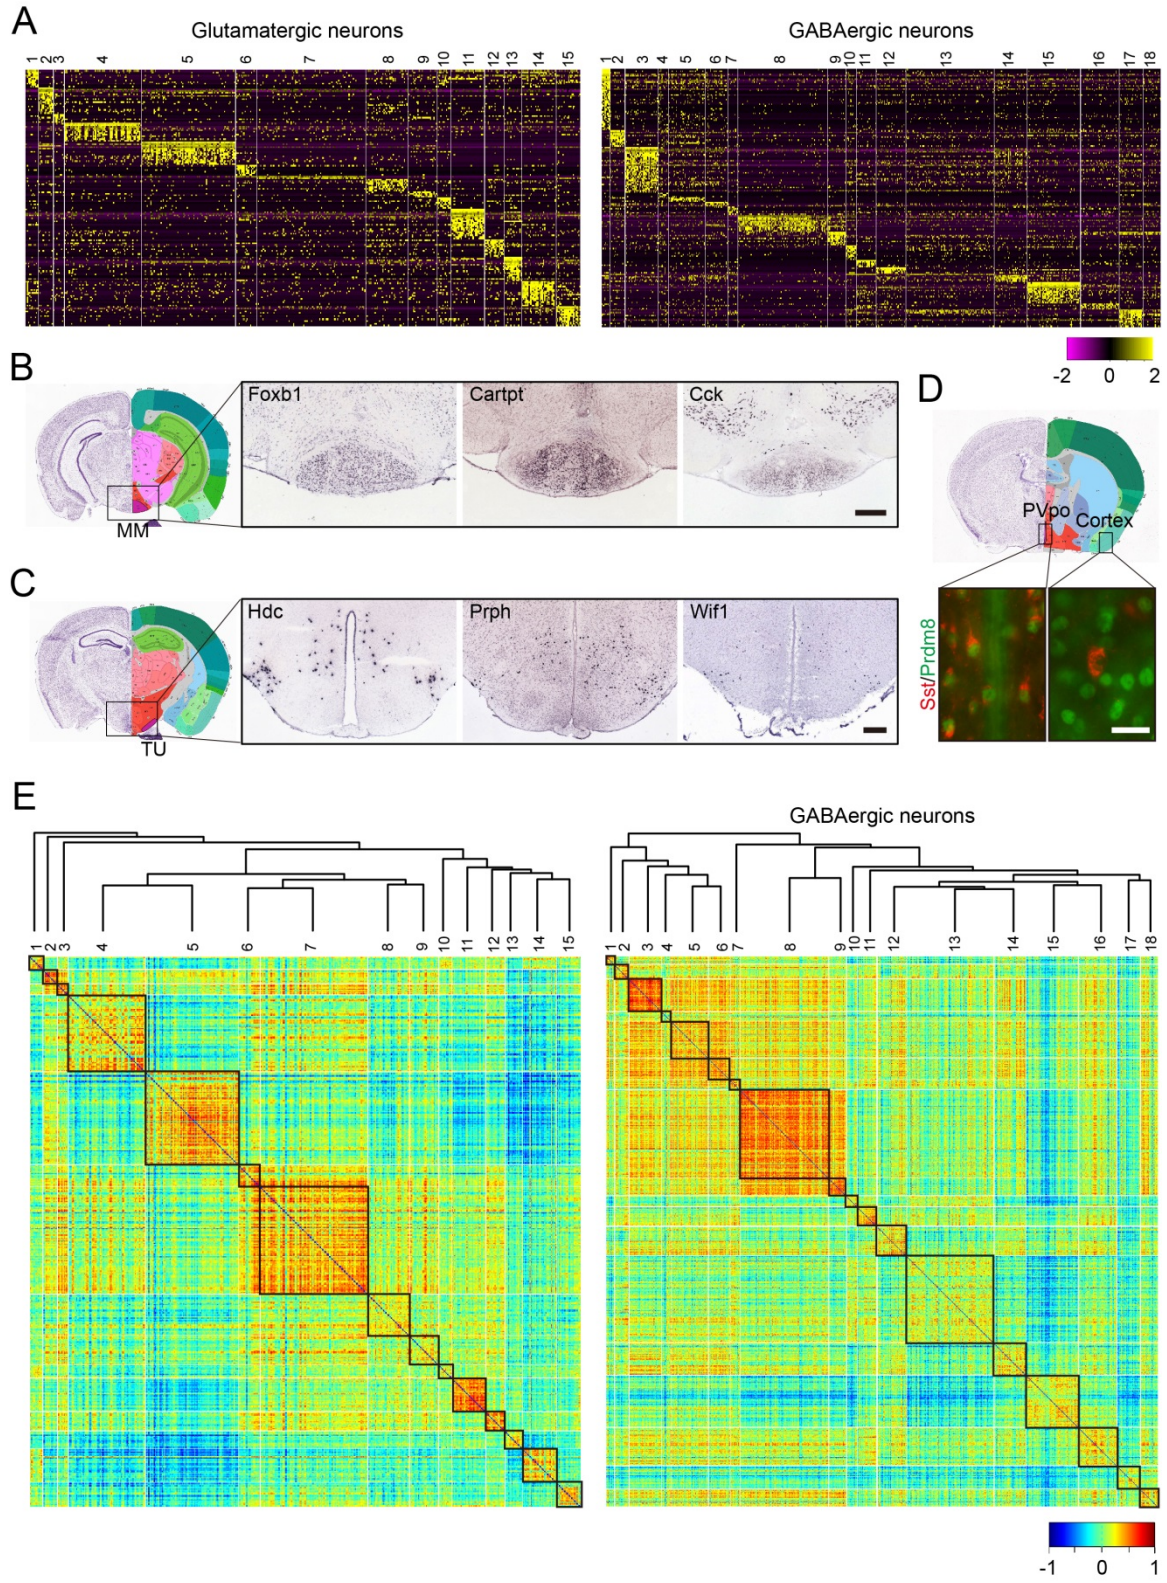 A
Glutamatergic neurons
GABAergic neurons
1 2 3 4 5 6 7 8 9 10 11 12 13 14 15
1 2 3 4 5 6 7 8 9 10 11 12 13 14 15 16 17 18
-2 0 2
B
MM
Foxb1
Cartpt
Cck
C
TU
Hdc
Prph
Wif1
D
PVpo
Cortex
Sst/Prdm8
E
GABAergic neurons
1 2 3 4 5 6 7 8 9 10 11 12 13 14 15
1 2 3 4 5 6 7 8 9 10 11 12 13 14 15 16 17 18
-1 0 1